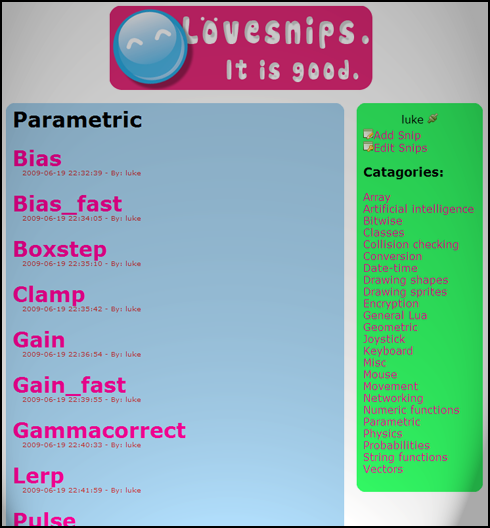 Lövesnips.
It is good.
Parametric
Bias
2009-06-19 22:32:39 - By: luke
Bias_fast
2009-06-19 22:34:05 - By: luke
Boxstep
2009-06-19 22:35:10 - By: luke
Clamp
2009-06-19 22:35:42 - By: luke
Gain
2009-06-19 22:36:54 - By: luke
Gain_fast
2009-06-19 22:39:55 - By: luke
Gammacorrect
2009-06-19 22:40:33 - By: luke
Lerp
2009-06-19 22:41:59 - By: luke
Pulse
luke
Add Snip
Edit Snips
Catagories:
Array
Artificial intelligence
Bitwise
Classes
Collision checking
Conversion
Date-time
Drawing shapes
Drawing sprites
Encryption
General Lua
Geometric
Joystick
Keyboard
Misc
Mouse
Movement
Networking
Numeric functions
Parametric
Physics
Probabilities
String functions
Vectors